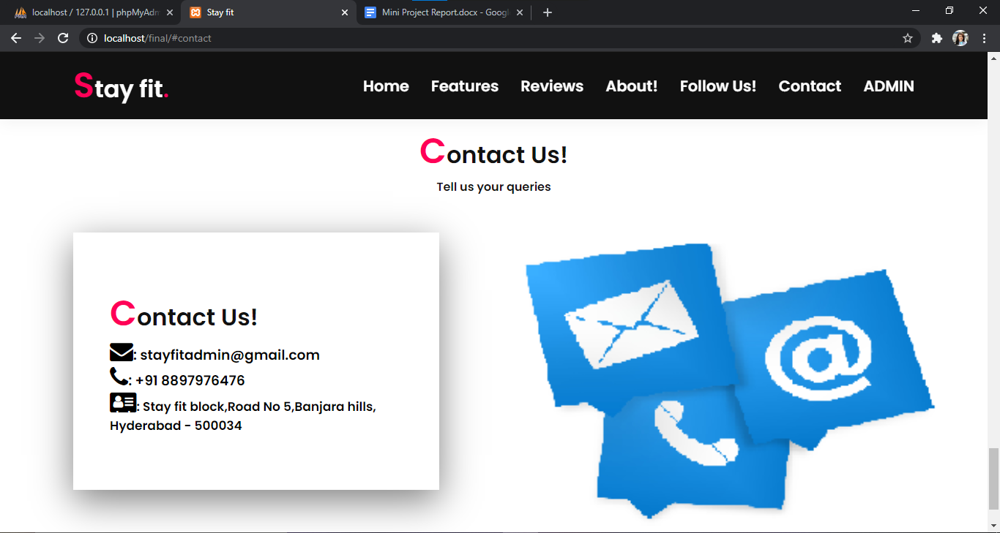 localhost / 127.0.0.1 | phpMyAdm
Stay fit
Mini Project Report.docx - Googl
localhost/final/#contact
Stay fit.
Home Features Reviews About! Follow Us! Contact ADMIN
Contact Us!
Tell us your queries
Contact Us!
: stayfitadmin@gmail.com
: +91 8897976476
: Stay fit block,Road No 5,Banjara hills,
Hyderabad - 500034
@